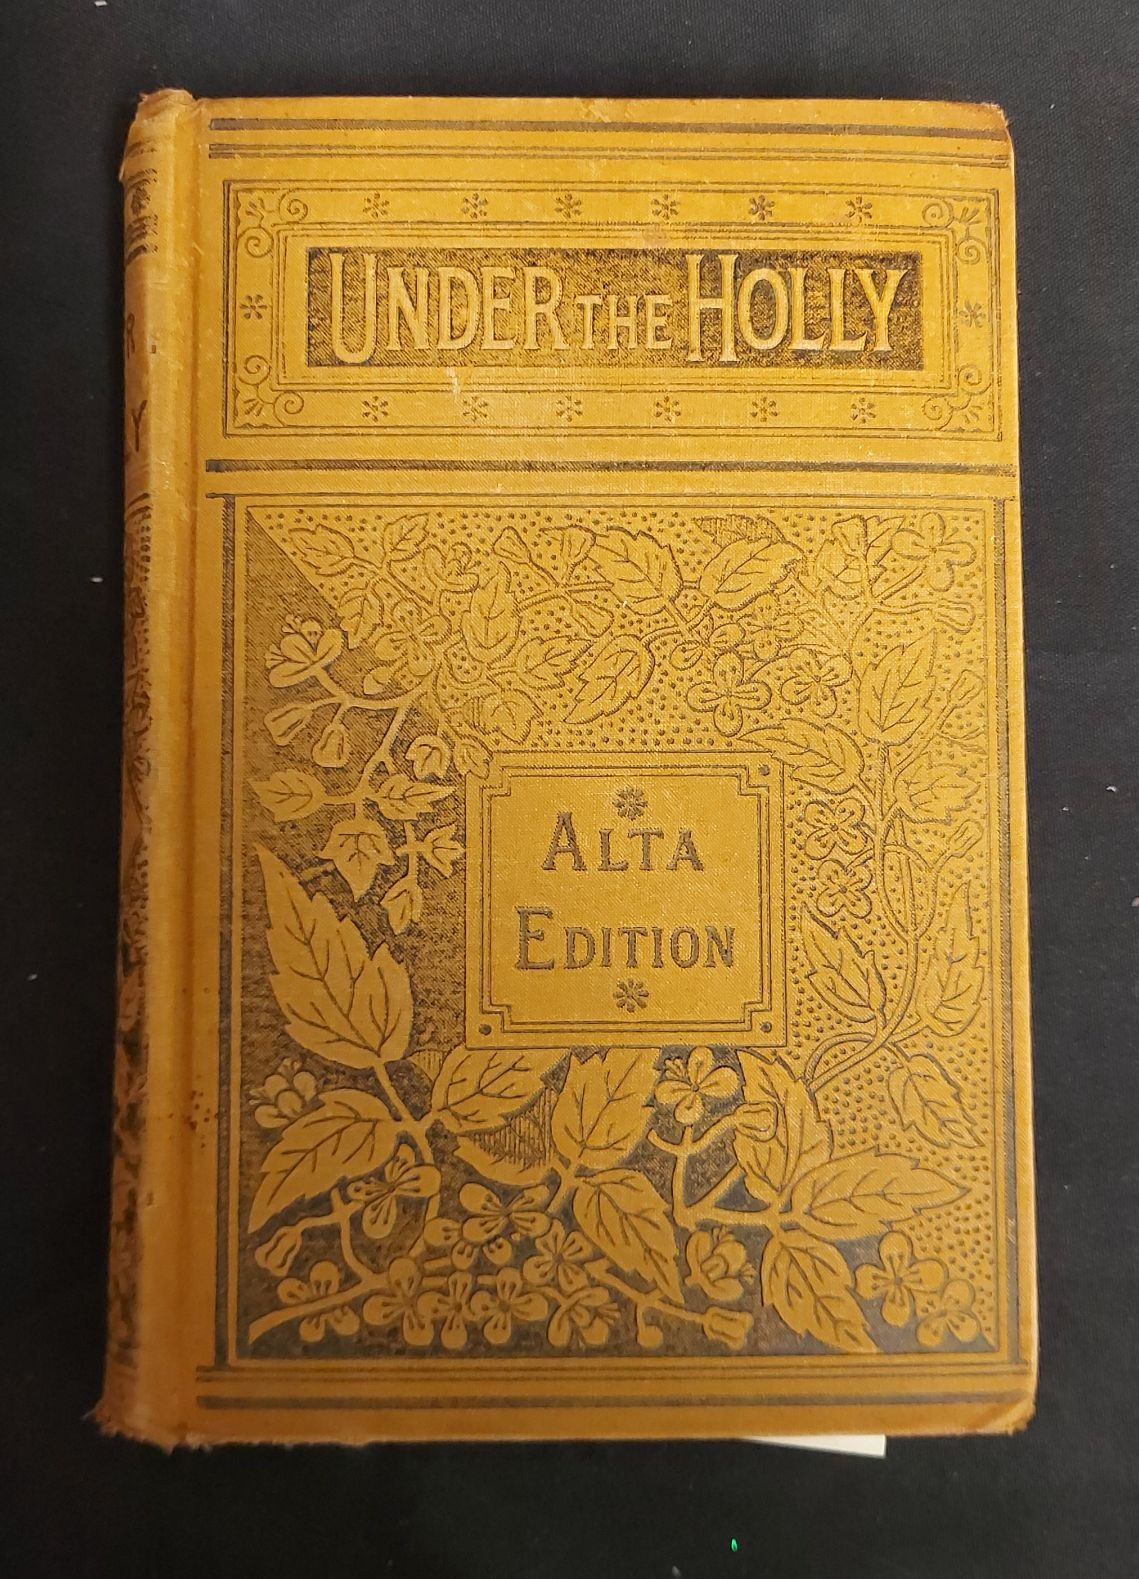 UNDER THE HOLLY
ALTA
EDITION
R
Y